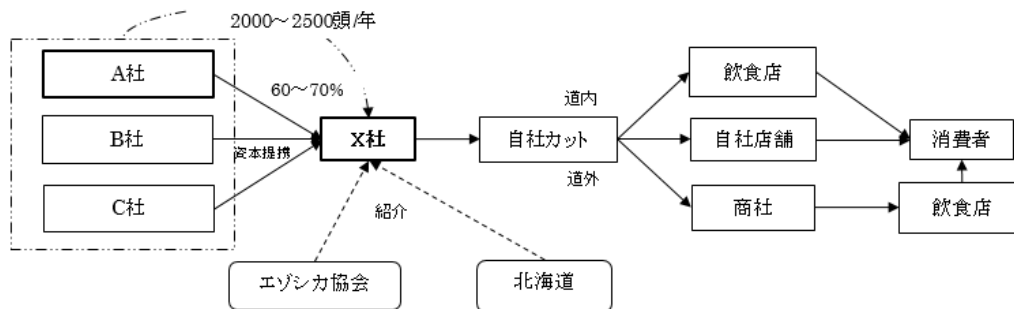 2000～2500頭/年
A社
60～70%
B社
資本提携
C社
X社
自社カット
道内
道外
飲食店
自社店舗
商社
消費者
飲食店
紹介
エゾシカ協会
北海道